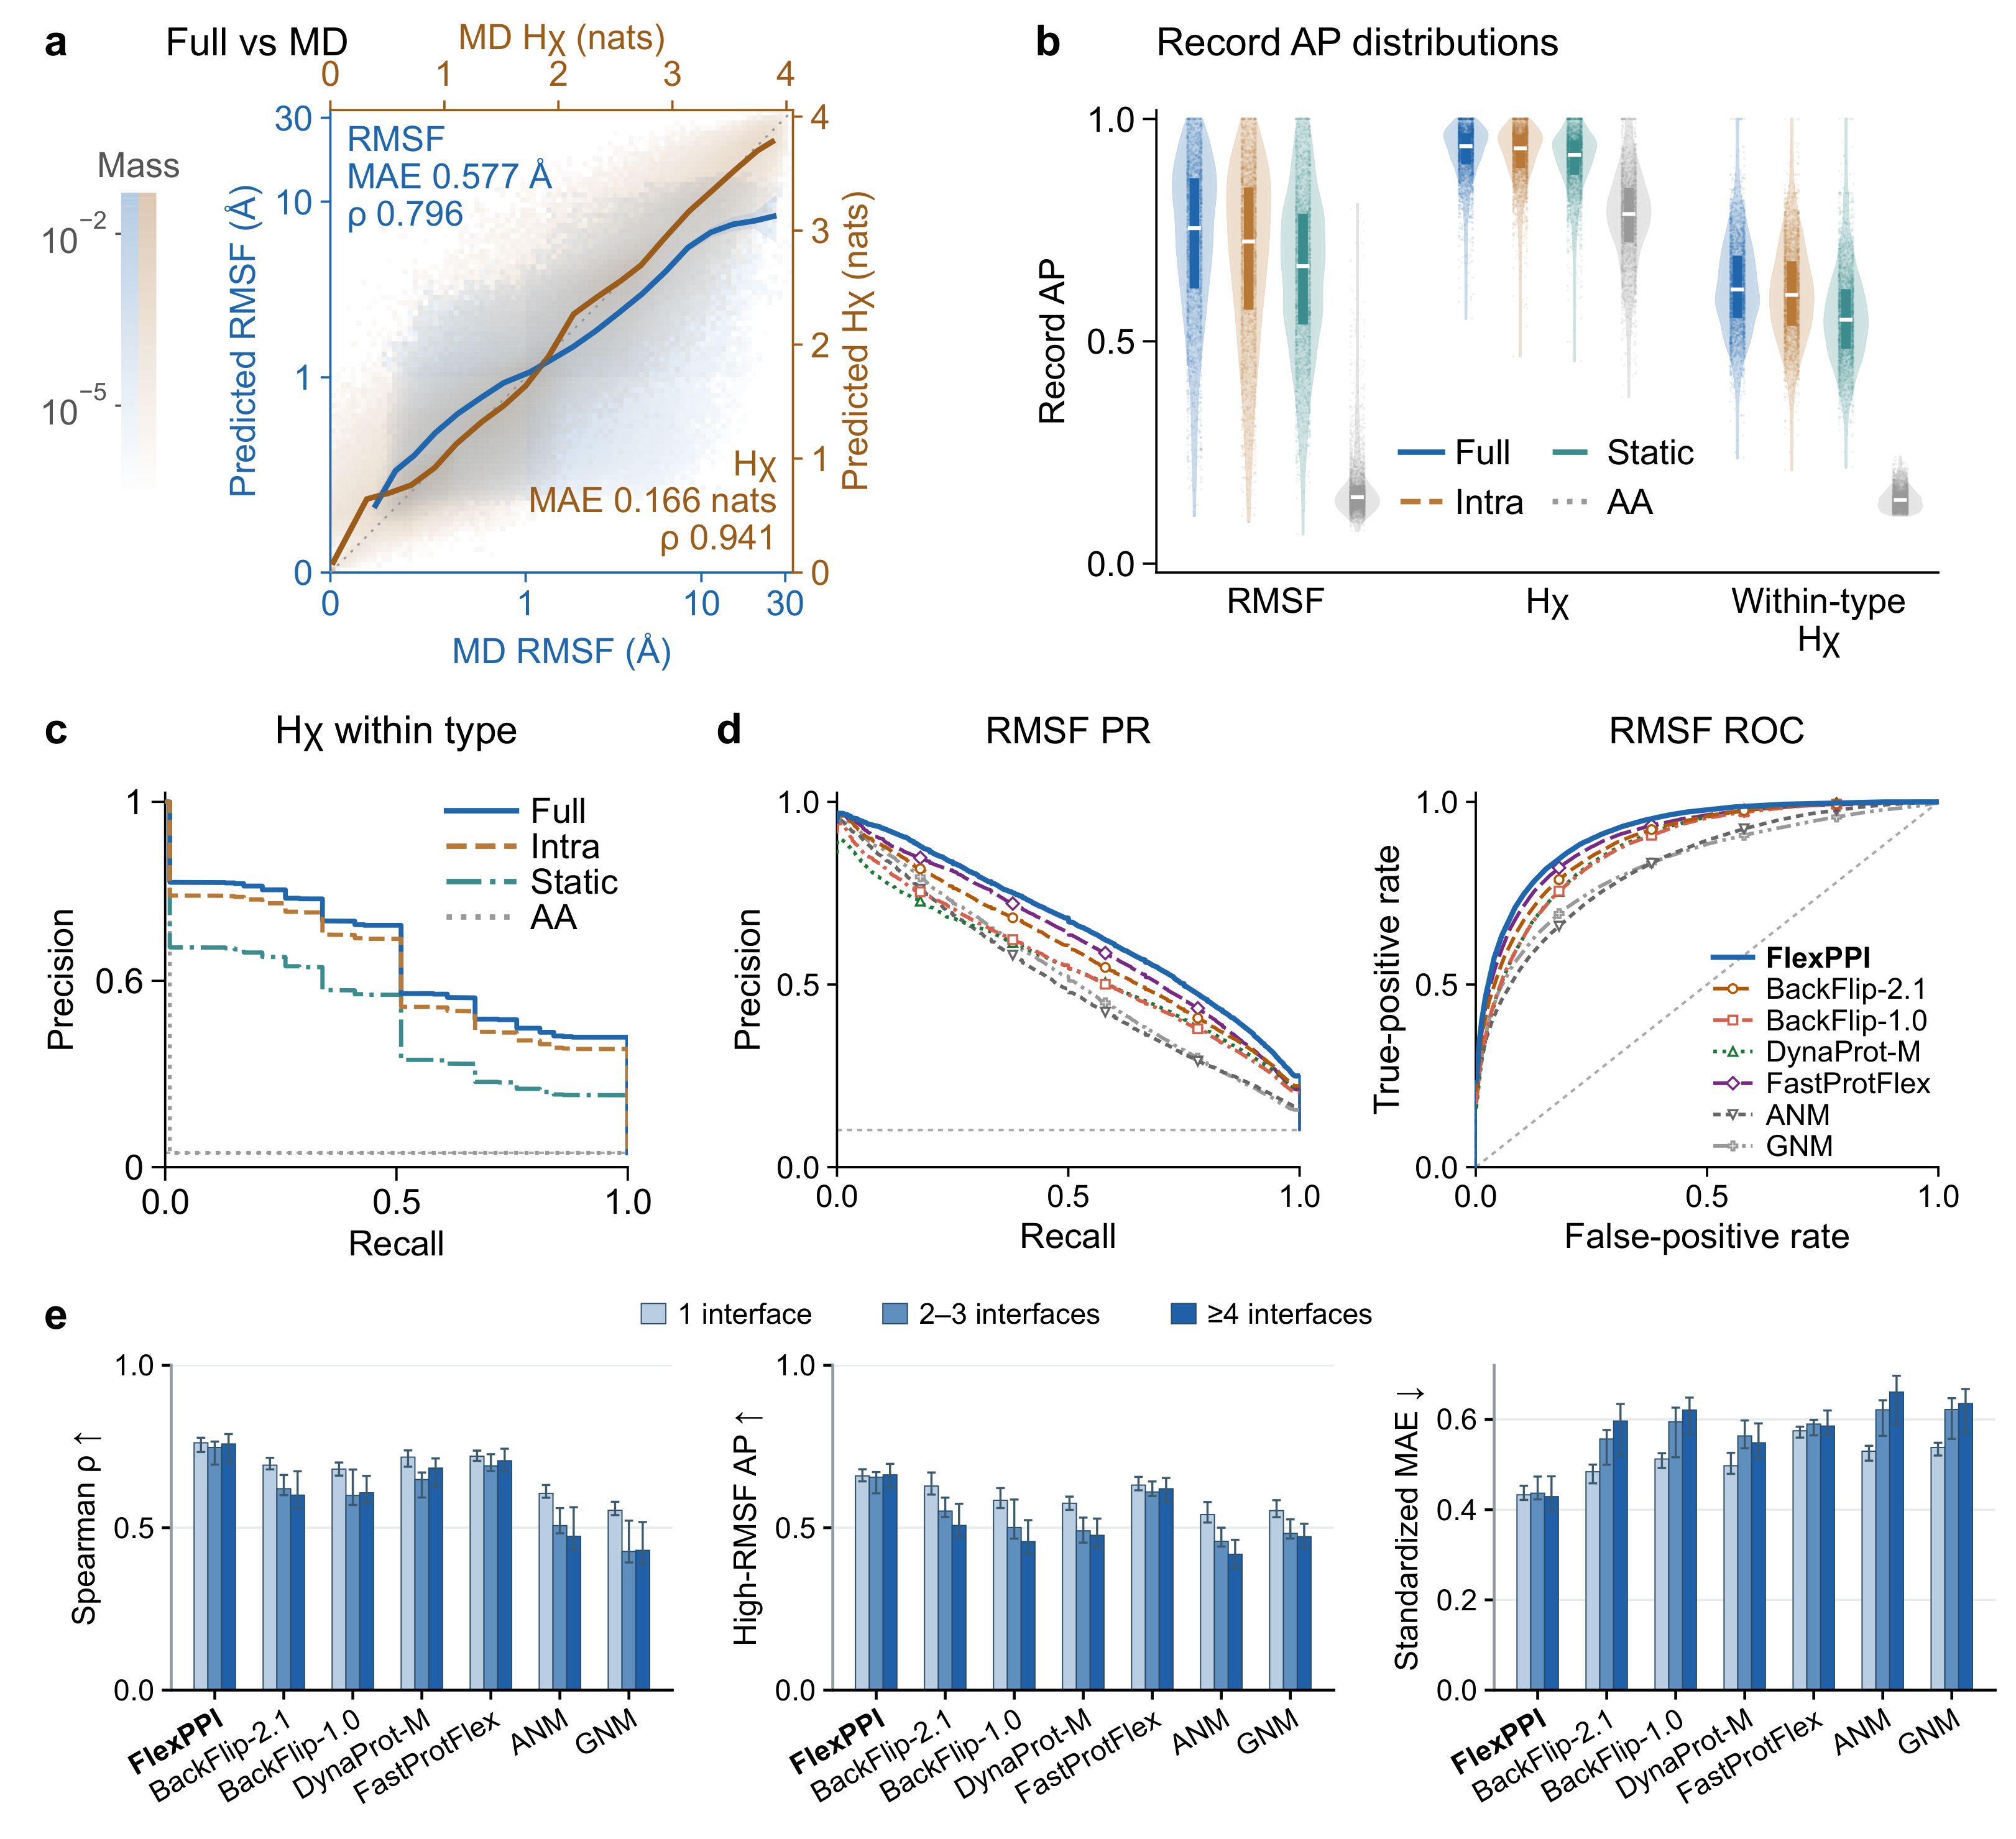 a
Full vs MD
MD Hχ (nats)
0 1 2 3 4
Mass
10⁻²
10⁻⁵
Predicted RMSF (Å)
30
10
1
0
RMSF
MAE 0.577 Å
ρ 0.796
Hχ
MAE 0.166 nats
ρ 0.941
4
3
2
1
0
Predicted Hχ (nats)
0 1 10 30
MD RMSF (Å)
b
Record AP distributions
Record AP
1.0
0.5
0.0
Full
Intra
Static
AA
RMSF
Hχ
Within-type
Hχ
c
Hχ within type
Precision
1
0.6
0
Full
Intra
Static
AA
0.0 0.5 1.0
Recall
d
RMSF PR
Precision
1.0
0.5
0.0
0.0 0.5 1.0
Recall
RMSF ROC
True-positive rate
1.0
0.5
0.0
FlexPPI
BackFlip-2.1
BackFlip-1.0
DynaProt-M
FastProtFlex
ANM
GNM
0.0 0.5 1.0
False-positive rate
e
1 interface
2–3 interfaces
≥4 interfaces
Spearman ρ ↑
1.0
0.5
0.0
FlexPPI
BackFlip-2.1
BackFlip-1.0
DynaProt-M
FastProtFlex
ANM
GNM
High-RMSF AP ↑
1.0
0.5
0.0
FlexPPI
BackFlip-2.1
BackFlip-1.0
DynaProt-M
FastProtFlex
ANM
GNM
Standardized MAE ↓
0.6
0.4
0.2
0.0
FlexPPI
BackFlip-2.1
BackFlip-1.0
DynaProt-M
FastProtFlex
ANM
GNM